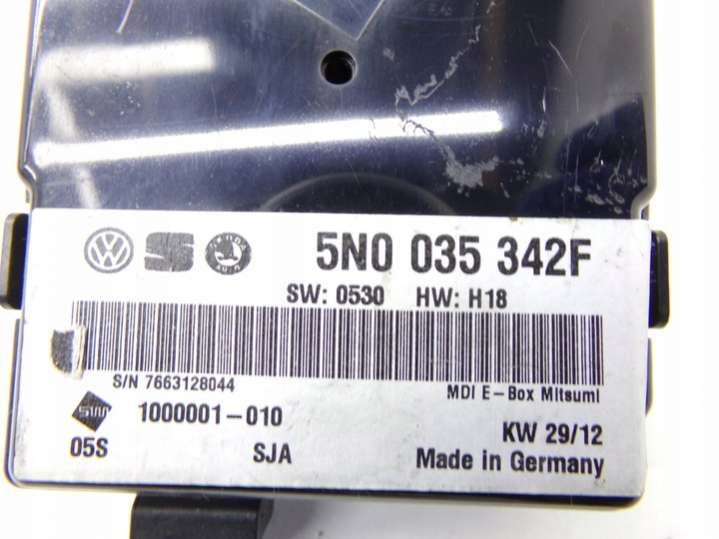 5N0 035 342F
SW: 0530 HW: H18
S/N 7663128044
MDI E-Box Mitsumi
1000001-010
KW 29/12
05S
SJA
Made in Germany